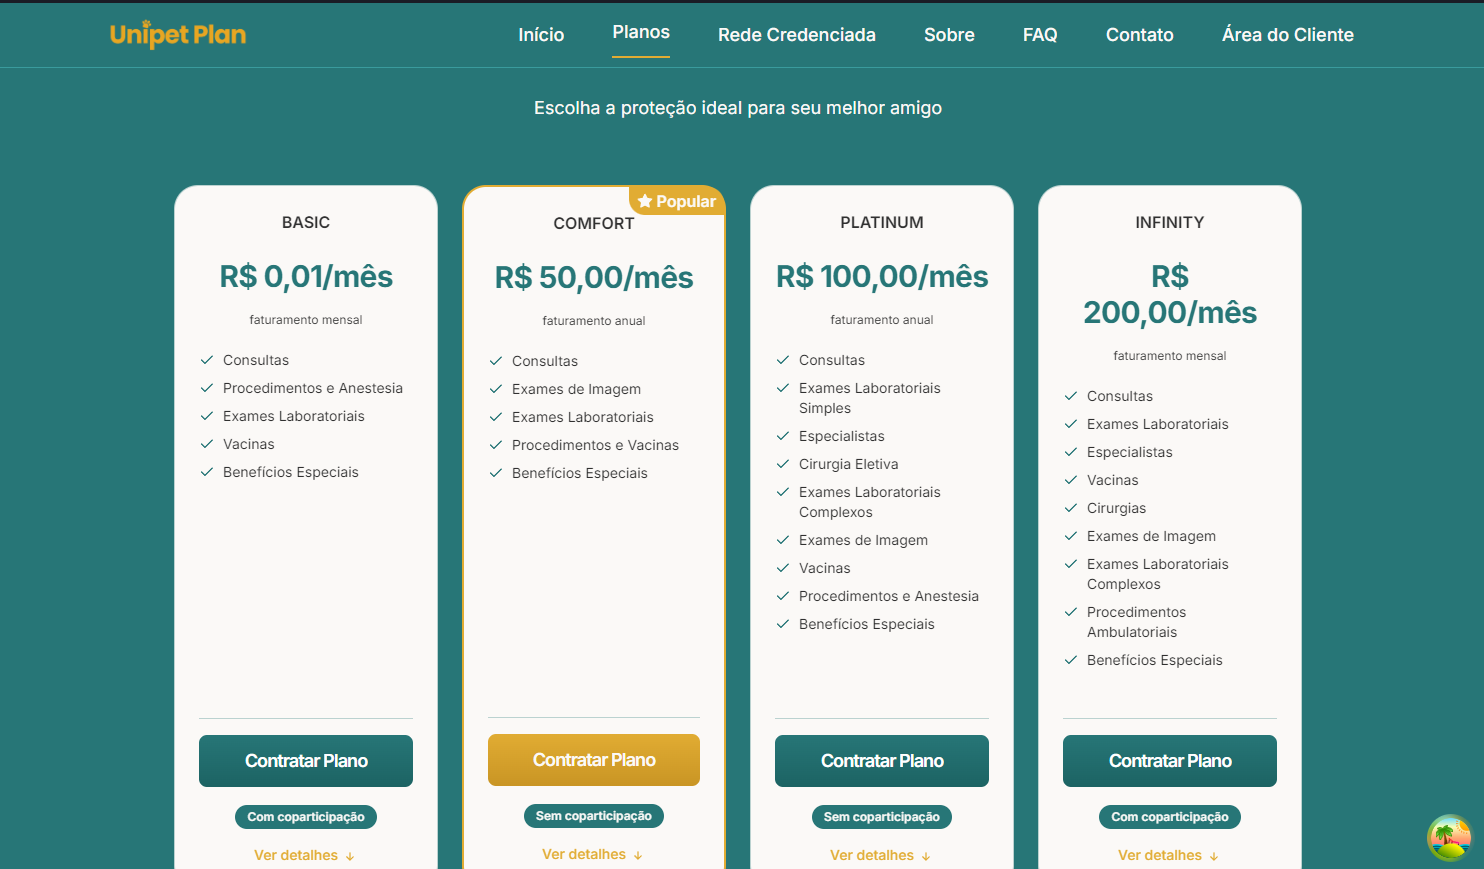 Unipet Plan
Início
Planos
Rede Credenciada
Sobre
FAQ
Contato
Área do Cliente
Escolha a proteção ideal para seu melhor amigo
BASIC
R$ 0,01/mês
faturamento mensal
Consultas
Procedimentos e Anestesia
Exames Laboratoriais
Vacinas
Benefícios Especiais
Contratar Plano
Com coparticipação
Ver detalhes ↓
Popular
COMFORT
R$ 50,00/mês
faturamento anual
Consultas
Exames de Imagem
Exames Laboratoriais
Procedimentos e Vacinas
Benefícios Especiais
Contratar Plano
Sem coparticipação
Ver detalhes ↓
PLATINUM
R$ 100,00/mês
faturamento anual
Consultas
Exames Laboratoriais
Simples
Especialistas
Cirurgia Eletiva
Exames Laboratoriais
Complexos
Exames de Imagem
Vacinas
Procedimentos e Anestesia
Benefícios Especiais
Contratar Plano
Sem coparticipação
Ver detalhes ↓
INFINITY
R$
200,00/mês
faturamento mensal
Consultas
Exames Laboratoriais
Especialistas
Vacinas
Cirurgias
Exames de Imagem
Exames Laboratoriais
Complexos
Procedimentos
Ambulatoriais
Benefícios Especiais
Contratar Plano
Com coparticipação
Ver detalhes ↓